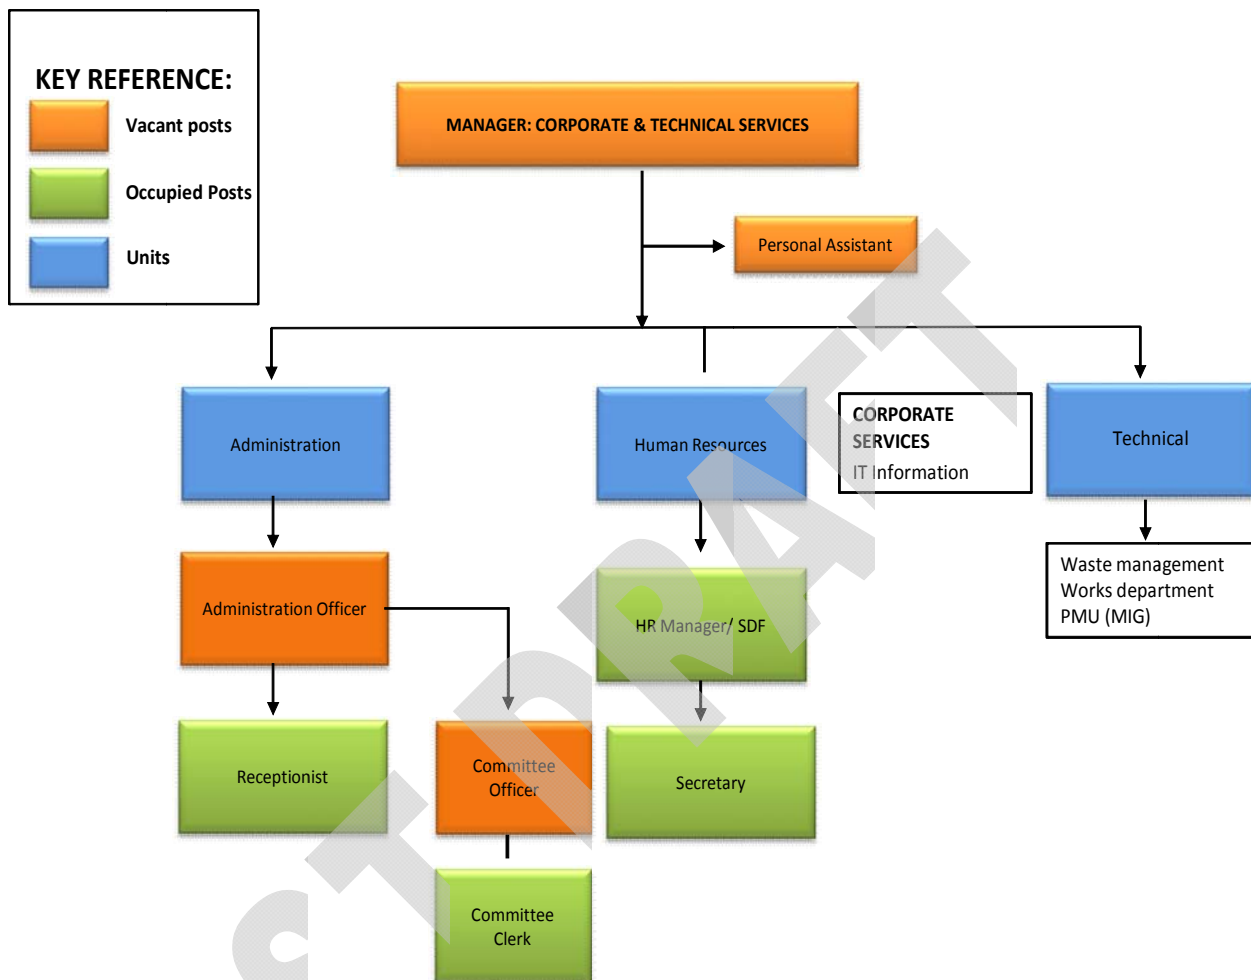 KEY REFERENCE:
Vacant posts
Occupied Posts
Units
MANAGER: CORPORATE & TECHNICAL SERVICES
Personal Assistant
Administration
Human Resources
CORPORATE
SERVICES
IT Information
Technical
Administration Officer
HR Manager/ SDF
Waste management
Works department
PMU (MIG)
Receptionist
Committee
Officer
Secretary
Committee
Clerk
ST DRAFT